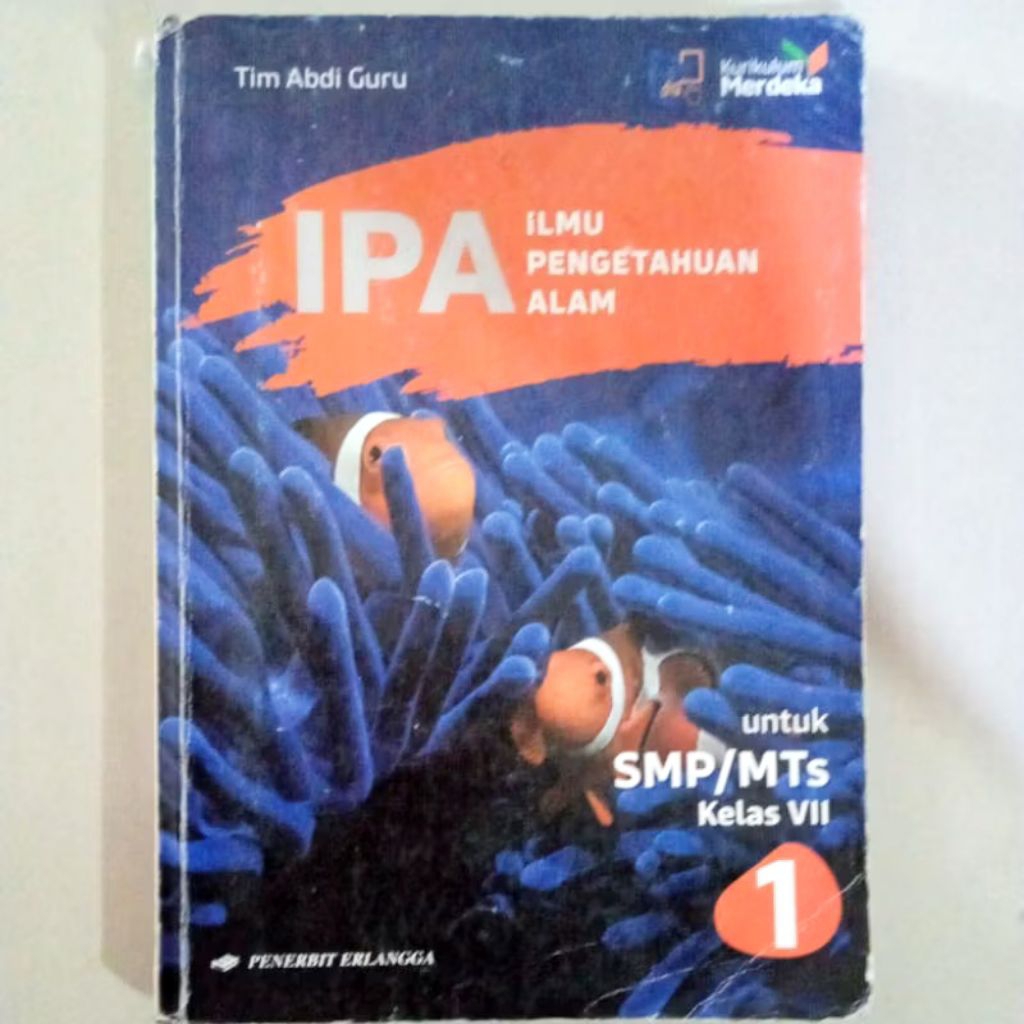 Tim Abdi Guru
Kurikulum
Merdeka
IPA
ILMU
PENGETAHUAN
ALAM
untuk
SMP/MTs
Kelas VII
1
PENERBIT ERLANGGA